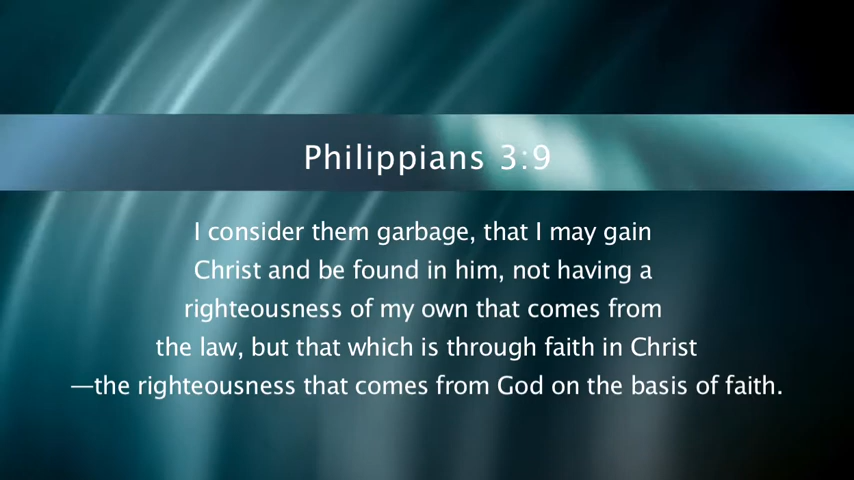 Philippians 3:9
I consider them garbage, that I may gain
Christ and be found in him, not having a
righteousness of my own that comes from
the law, but that which is through faith in Christ
—the righteousness that comes from God on the basis of faith.